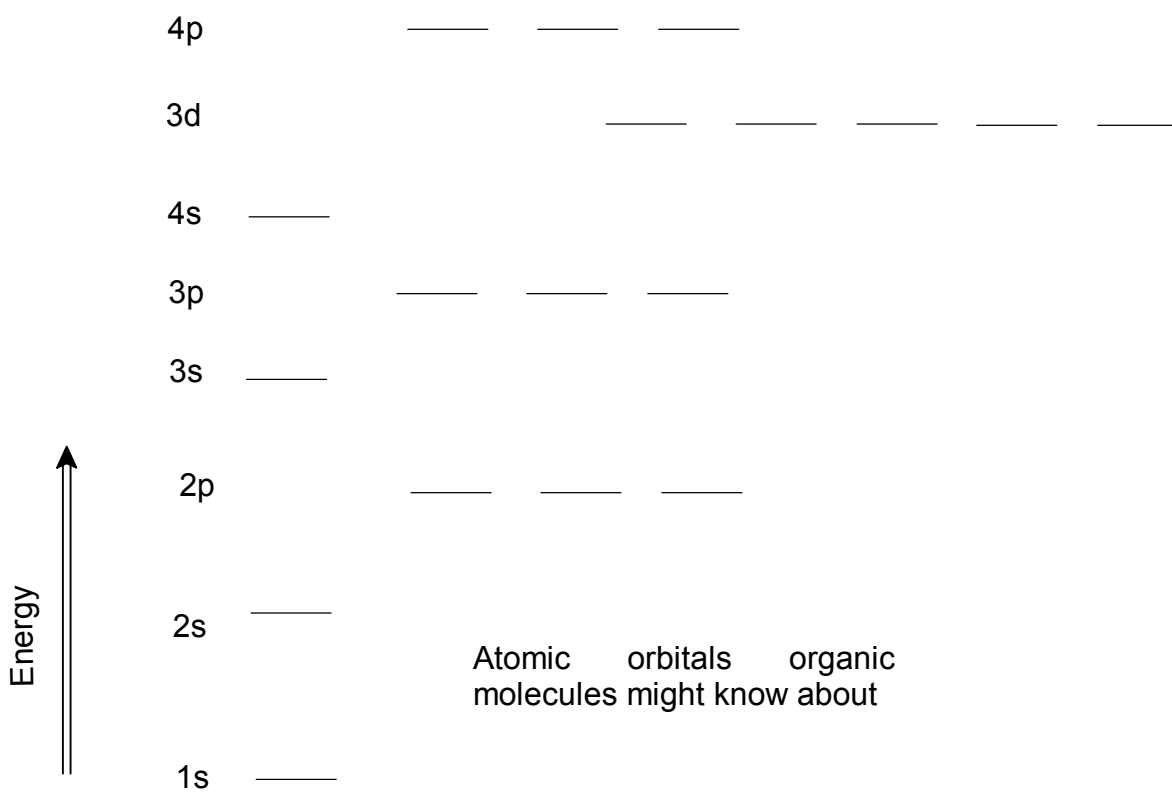 4p
3d
4s
3p
3s
2p
2s
1s
Energy
Atomic orbitals organic
molecules might know about